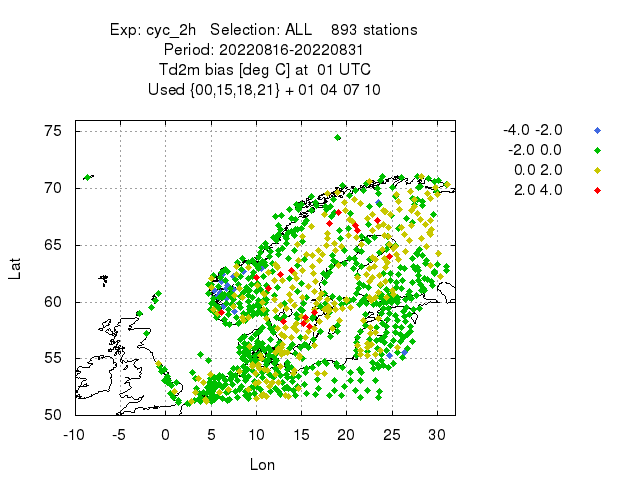 Exp: cyc_2h   Selection: ALL    893 stations
Period: 20220816-20220831
Td2m bias [deg C] at  01 UTC
Used {00,15,18,21} + 01 04 07 10
-4.0 -2.0
-2.0  0.0
0.0  2.0
2.0  4.0
75
70
65
60
55
50
Lat
-10 -5 0 5 10 15 20 25 30
Lon